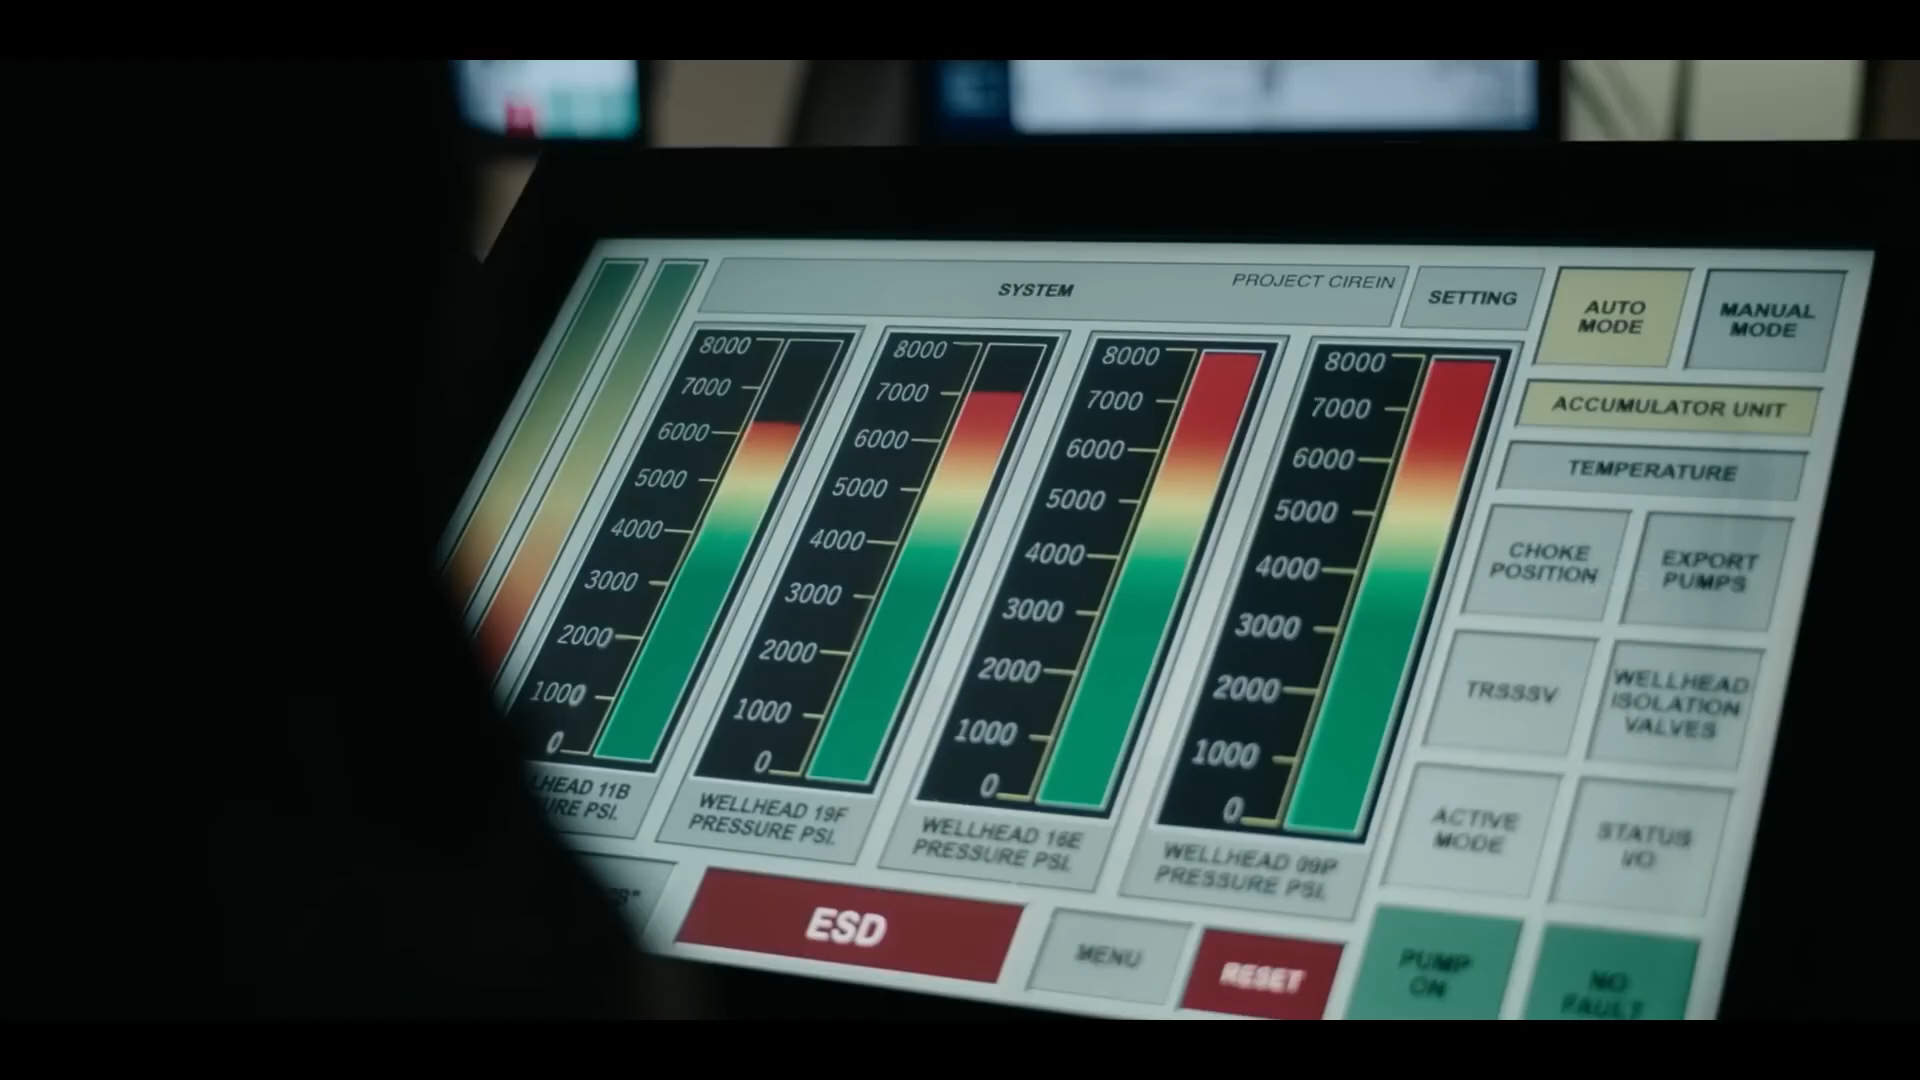 SYSTEM
PROJECT CIREIN
SETTING
AUTO
MODE
MANUAL
MODE
ACCUMULATOR UNIT
TEMPERATURE
CHOKE
POSITION
EXPORT
PUMPS
TRSSSV
WELLHEAD
ISOLATION
VALVES
ACTIVE
MODE
STATUS
I/O
8000
7000
6000
5000
4000
3000
2000
1000
0
LHEAD 11B
URE PSI.
8000
7000
6000
5000
4000
3000
2000
1000
0
WELLHEAD 19F
PRESSURE PSI.
8000
7000
6000
5000
4000
3000
2000
1000
0
WELLHEAD 16E
PRESSURE PSI.
8000
7000
6000
5000
4000
3000
2000
1000
0
WELLHEAD 09P
PRESSURE PSI.
ESD
MENU
RESET
PUMP
ON
NO
FAULT